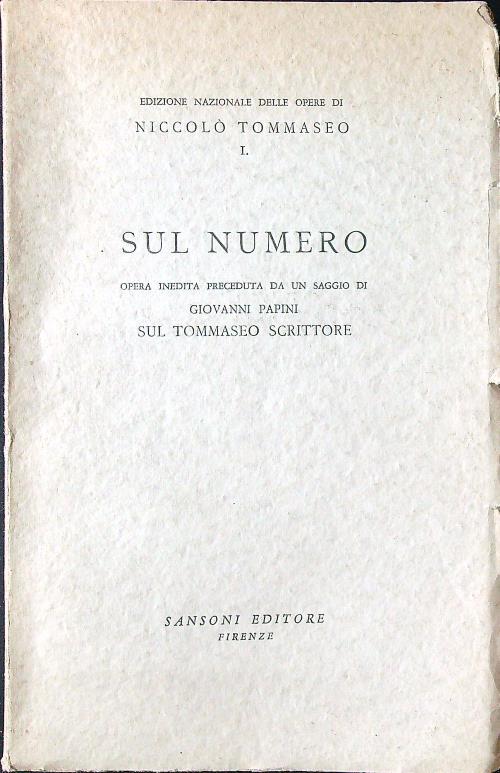 EDIZIONE NAZIONALE DELLE OPERE DI
NICCOLÒ TOMMASEO
I.
SUL NUMERO
OPERA INEDITA PRECEDUTA DA UN SAGGIO DI
GIOVANNI PAPINI
SUL TOMMASEO SCRITTORE
SANSONI EDITORE
FIRENZE